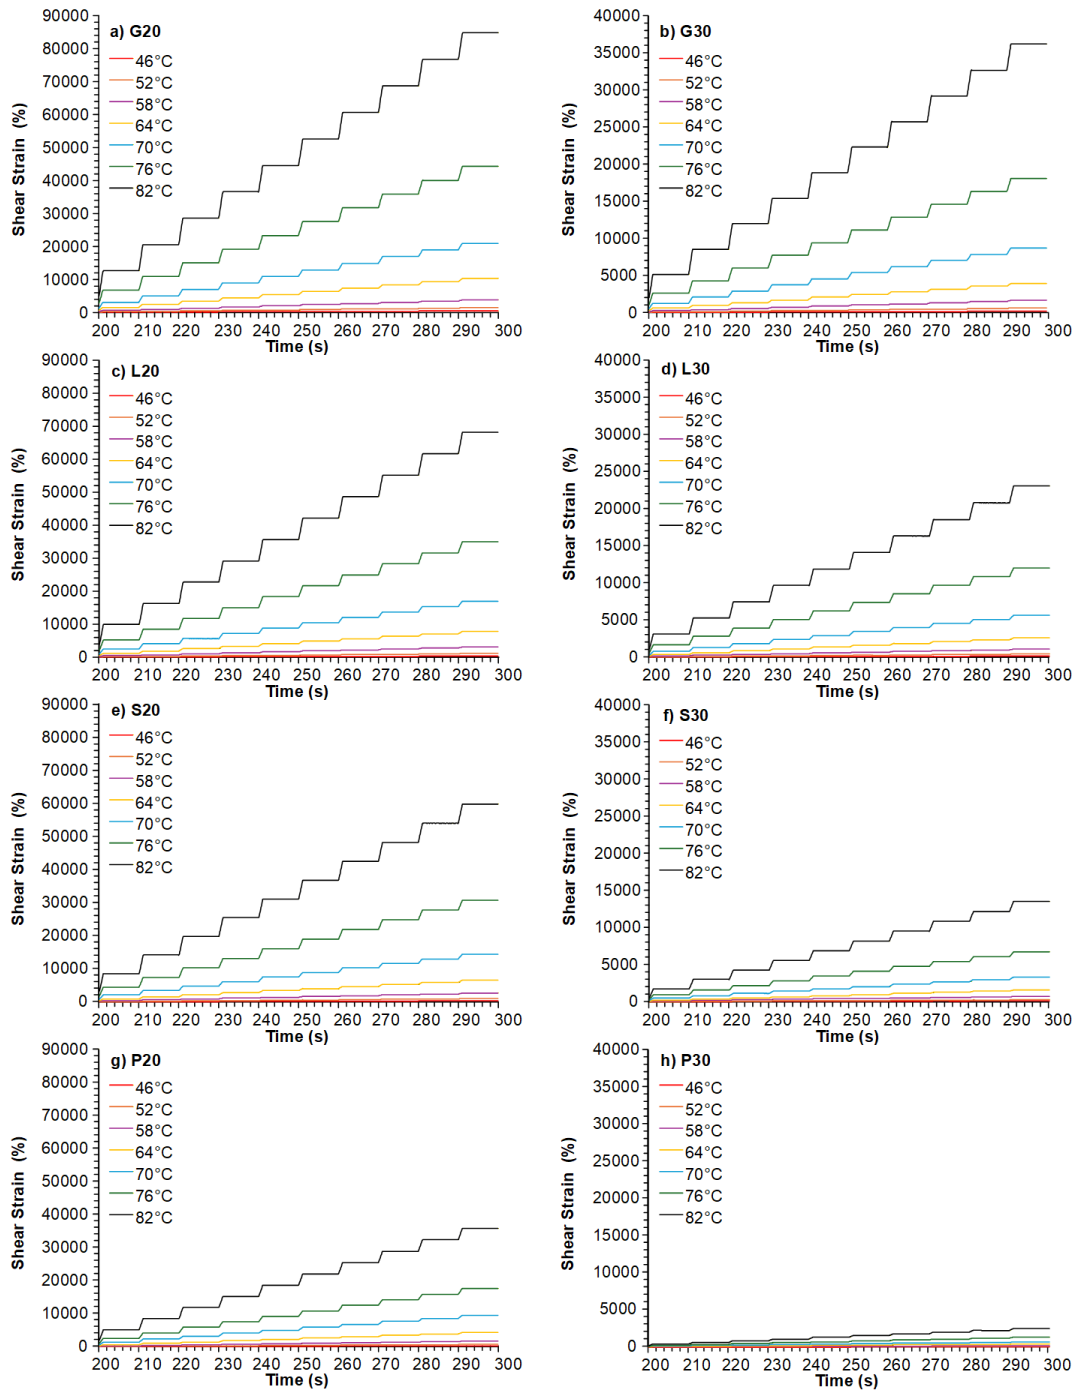 a) G20
46°C
52°C
58°C
64°C
70°C
76°C
82°C
Shear Strain (%)
90000
80000
70000
60000
50000
40000
30000
20000
10000
0
200 210 220 230 240 250 260 270 280 290 300
Time (s)
b) G30
46°C
52°C
58°C
64°C
70°C
76°C
82°C
Shear Strain (%)
40000
35000
30000
25000
20000
15000
10000
5000
0
200 210 220 230 240 250 260 270 280 290 300
Time (s)
c) L20
46°C
52°C
58°C
64°C
70°C
76°C
82°C
Shear Strain (%)
90000
80000
70000
60000
50000
40000
30000
20000
10000
0
200 210 220 230 240 250 260 270 280 290 300
Time (s)
d) L30
46°C
52°C
58°C
64°C
70°C
76°C
82°C
Shear Strain (%)
40000
35000
30000
25000
20000
15000
10000
5000
0
200 210 220 230 240 250 260 270 280 290 300
Time (s)
e) S20
46°C
52°C
58°C
64°C
70°C
76°C
82°C
Shear Strain (%)
90000
80000
70000
60000
50000
40000
30000
20000
10000
0
200 210 220 230 240 250 260 270 280 290 300
Time (s)
f) S30
46°C
52°C
58°C
64°C
70°C
76°C
82°C
Shear Strain (%)
40000
35000
30000
25000
20000
15000
10000
5000
0
200 210 220 230 240 250 260 270 280 290 300
Time (s)
g) P20
46°C
52°C
58°C
64°C
70°C
76°C
82°C
Shear Strain (%)
90000
80000
70000
60000
50000
40000
30000
20000
10000
0
200 210 220 230 240 250 260 270 280 290 300
Time (s)
h) P30
46°C
52°C
58°C
64°C
70°C
76°C
82°C
Shear Strain (%)
40000
35000
30000
25000
20000
15000
10000
5000
0
200 210 220 230 240 250 260 270 280 290 300
Time (s)